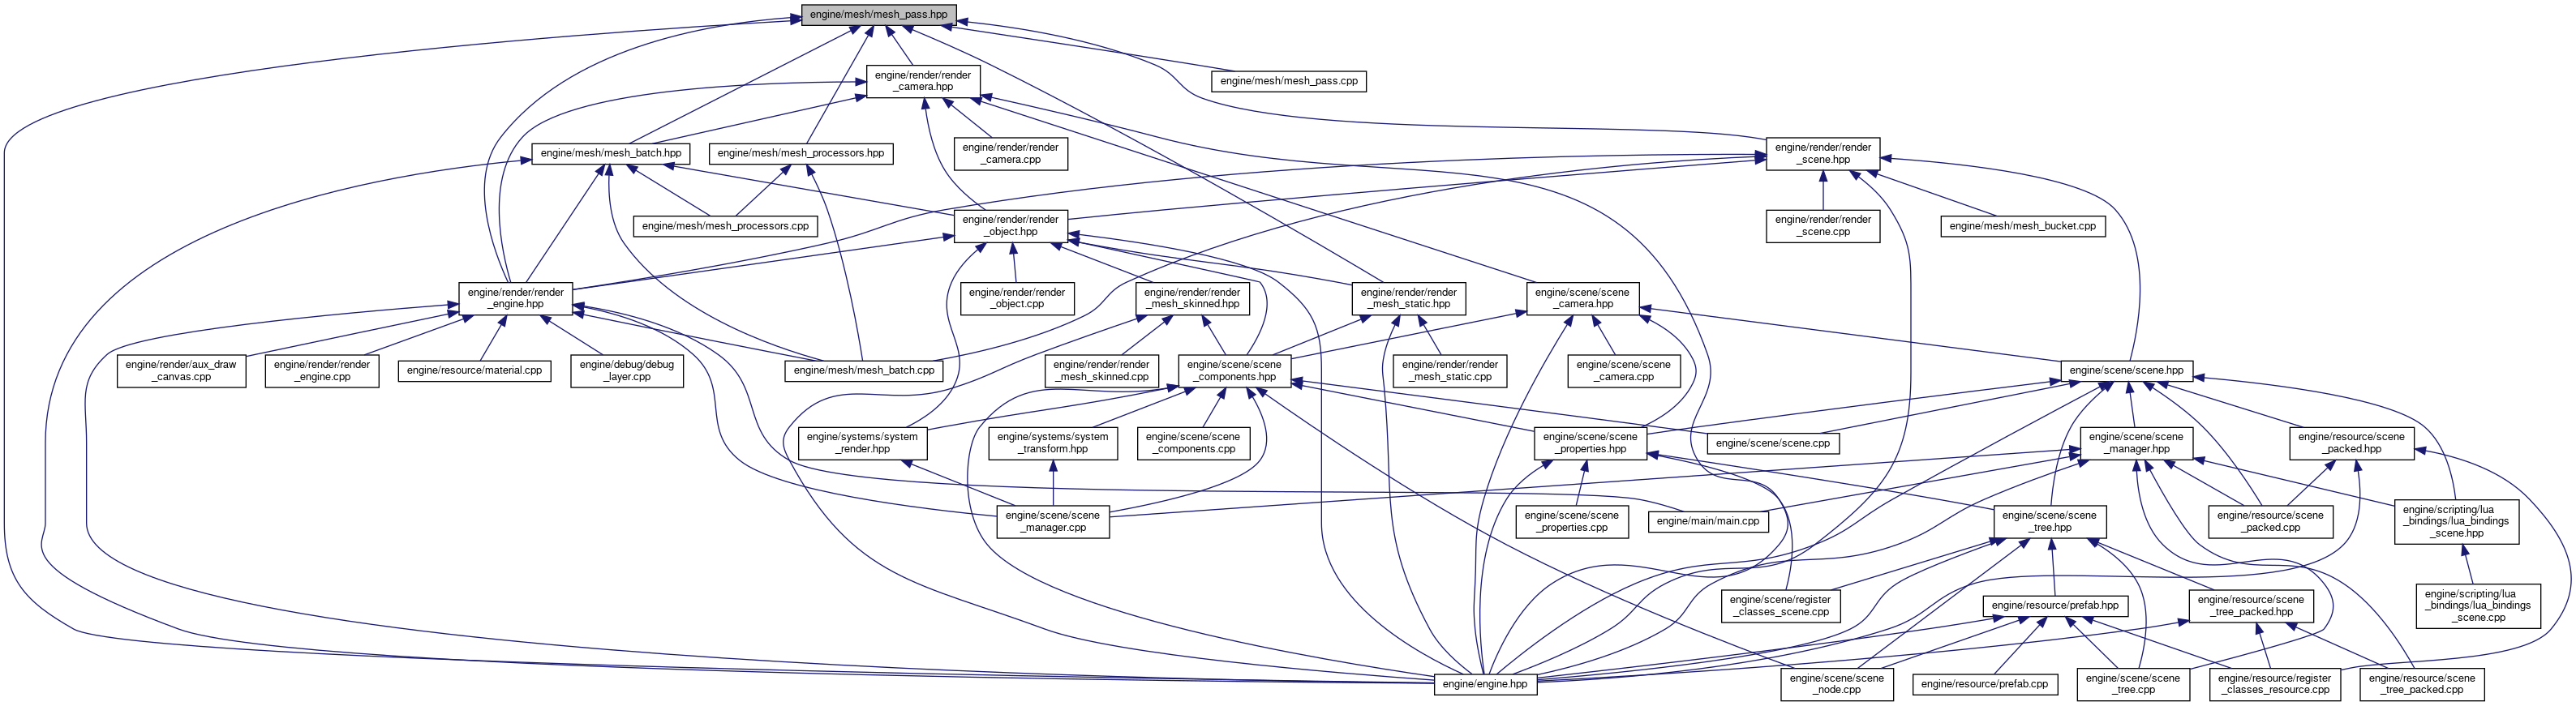 engine/mesh/mesh_pass.hpp
engine/render/render
_camera.hpp
engine/mesh/mesh_pass.cpp
engine/mesh/mesh_batch.hpp
engine/mesh/mesh_processors.hpp
engine/render/render
_camera.cpp
engine/render/render
_scene.hpp
engine/mesh/mesh_processors.cpp
engine/render/render
_object.hpp
engine/render/render
_scene.cpp
engine/mesh/mesh_bucket.cpp
engine/render/render
_engine.hpp
engine/render/render
_object.cpp
engine/render/render
_mesh_skinned.hpp
engine/render/render
_mesh_static.hpp
engine/scene/scene
_camera.hpp
engine/render/aux_draw
_canvas.cpp
engine/render/render
_engine.cpp
engine/resource/material.cpp
engine/debug/debug
_layer.cpp
engine/mesh/mesh_batch.cpp
engine/render/render
_mesh_skinned.cpp
engine/scene/scene
_components.hpp
engine/render/render
_mesh_static.cpp
engine/scene/scene
_camera.cpp
engine/scene/scene.hpp
engine/systems/system
_render.hpp
engine/systems/system
_transform.hpp
engine/scene/scene
_components.cpp
engine/scene/scene
_properties.hpp
engine/scene/scene.cpp
engine/scene/scene
_manager.hpp
engine/resource/scene
_packed.hpp
engine/scene/scene
_manager.cpp
engine/main/main.cpp
engine/scene/scene
_properties.cpp
engine/scene/scene
_tree.hpp
engine/resource/scene
_packed.cpp
engine/scripting/lua
_bindings/lua_bindings
_scene.hpp
engine/scene/register
_classes_scene.cpp
engine/resource/prefab.hpp
engine/resource/scene
_tree_packed.hpp
engine/scripting/lua
_bindings/lua_bindings
_scene.cpp
engine/engine.hpp
engine/scene/scene
_node.cpp
engine/resource/prefab.cpp
engine/scene/scene
_tree.cpp
engine/resource/register
_classes_resource.cpp
engine/resource/scene
_tree_packed.cpp